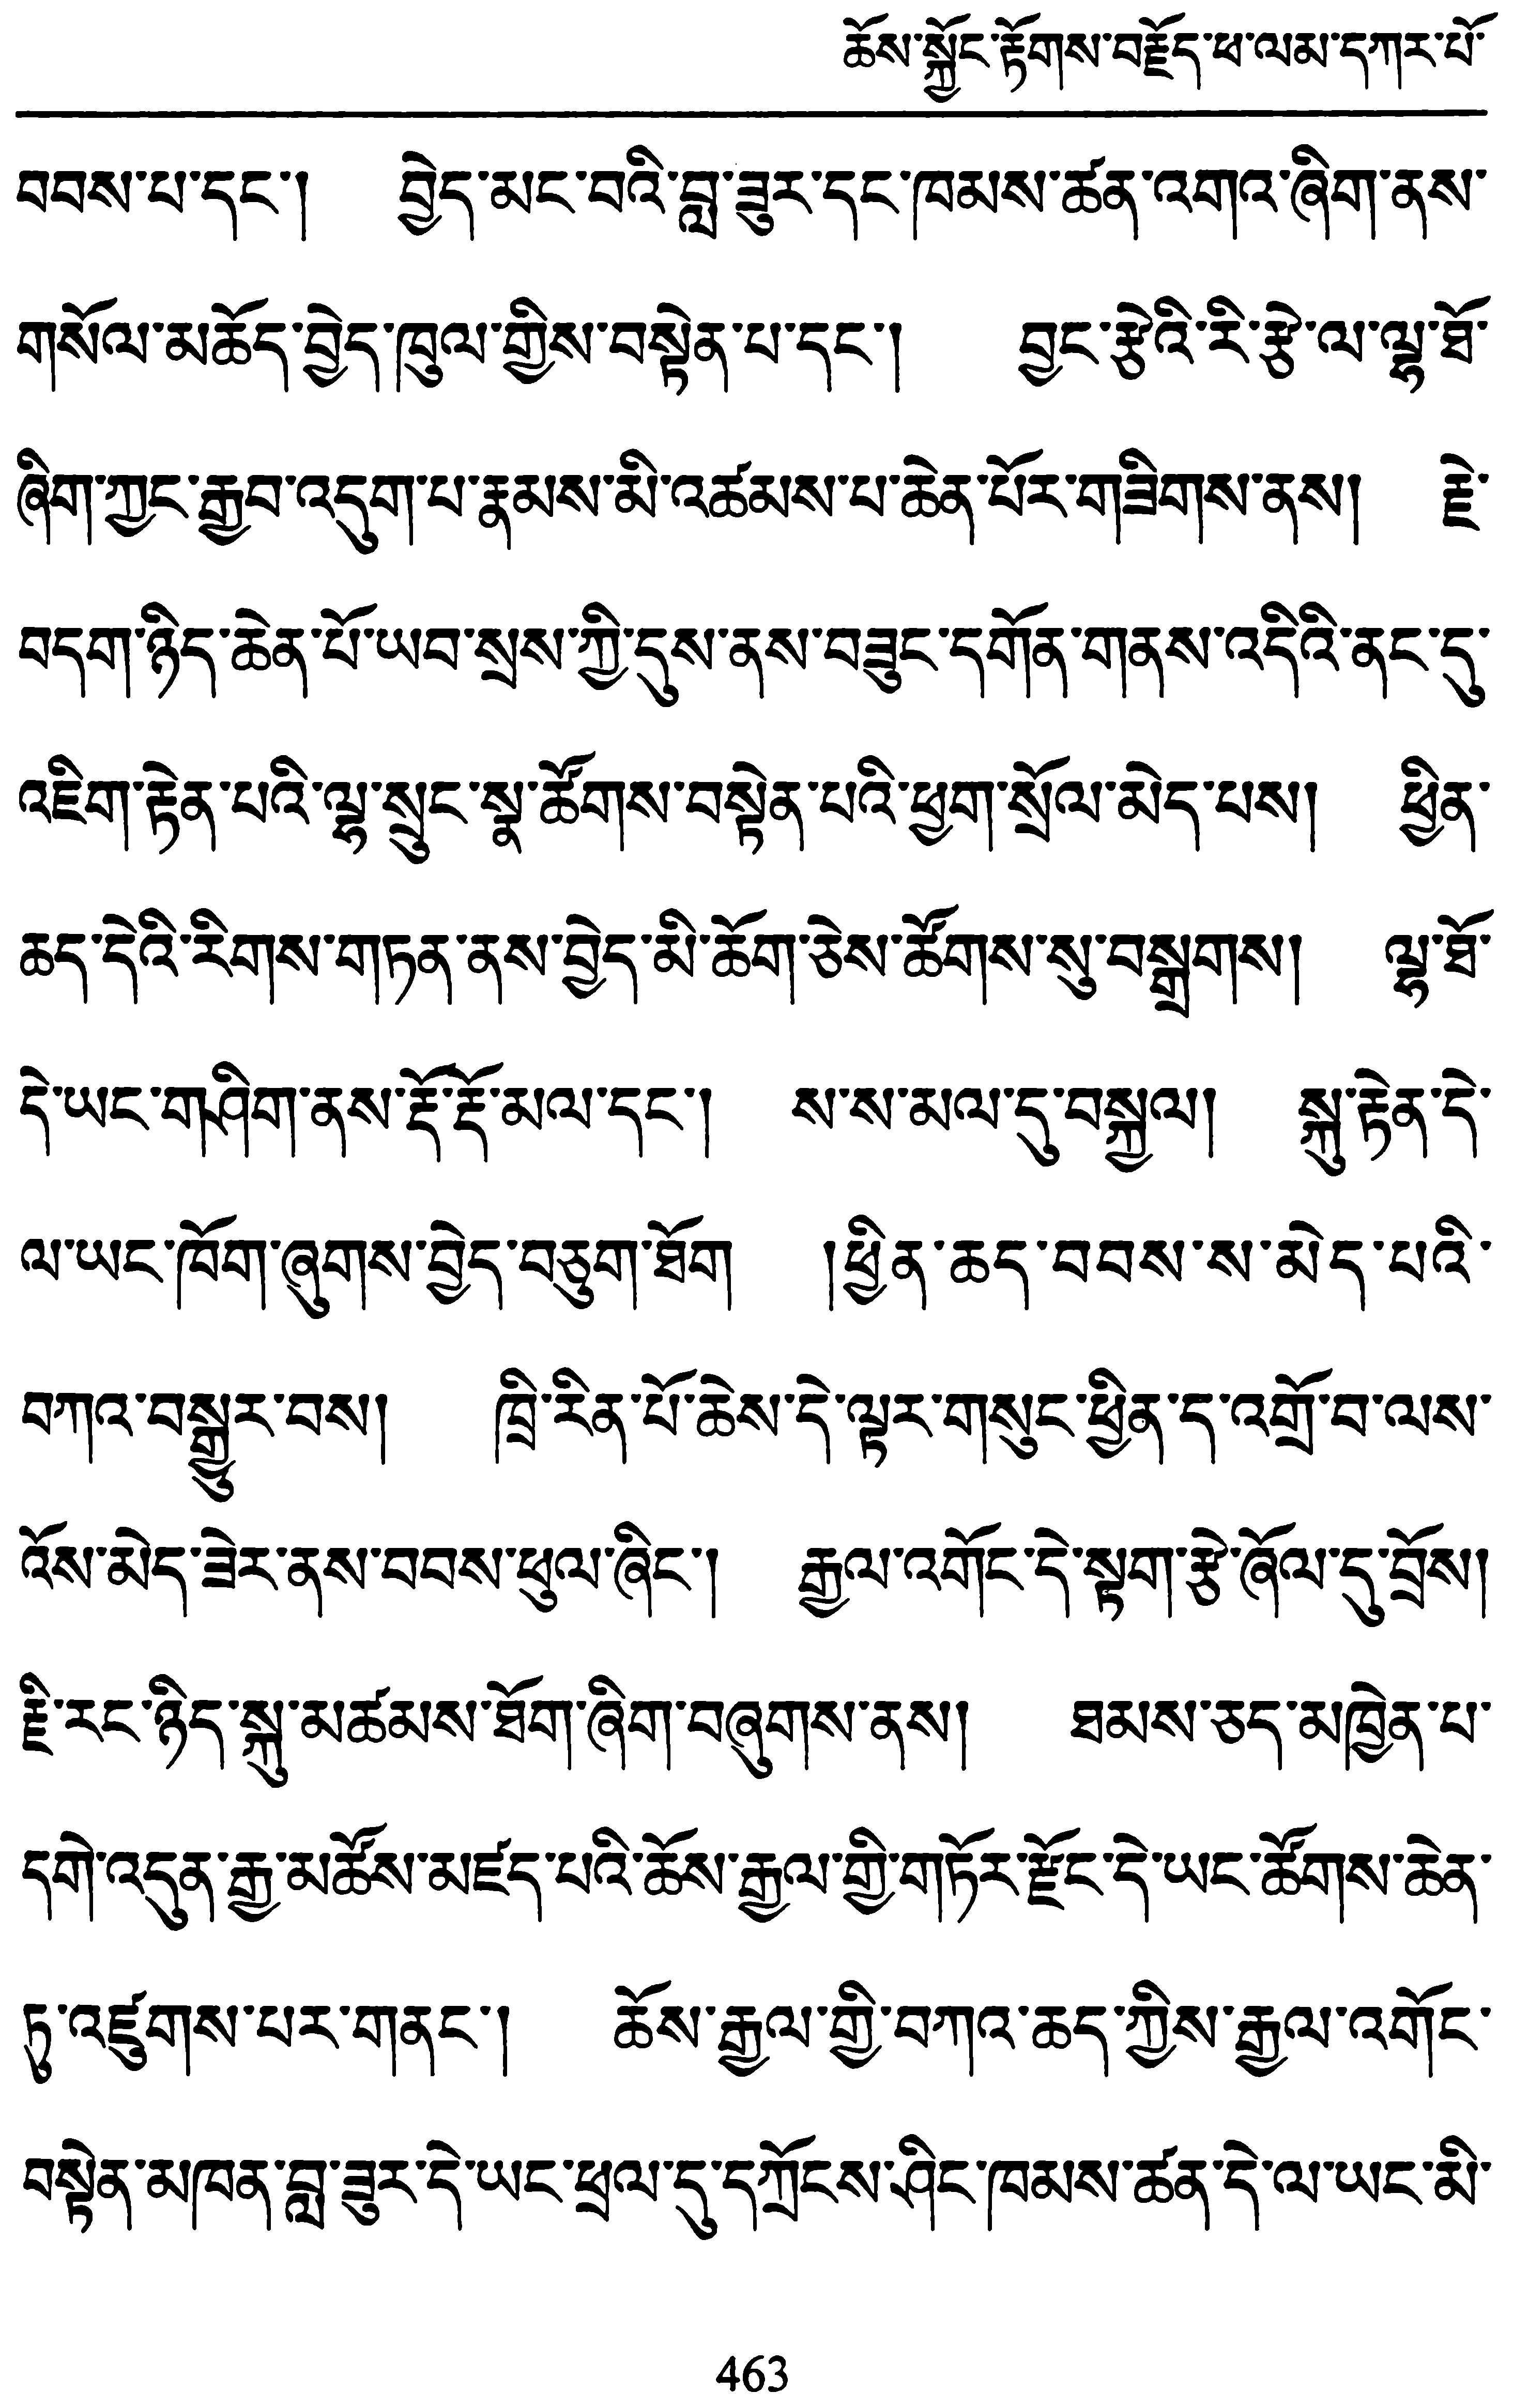 ཆོས་སྐྱོང་རྟོགས་བརྗོད་ཕ་ལམ་དཀར་པོ་
བབས་པ་དང་། བྱེད་མང་བའི་བླ་ཟུར་དང་ཁམས་ཚན་འགའ་ཞིག་ནས་
གསོལ་མཆོད་བྱེད་ཁུལ་གྱིས་བསྟེན་པ་དང་། བྱང་རྩེའི་རི་རྩེ་ལ་ལྷ་ཐོ་
ཞིག་ཀྱང་རྒྱབ་འདུག་པ་རྣམས་མི་འཚམས་པ་ཆེན་པོར་གཟིགས་ནས། རྗེ་
བདག་ཉིད་ཆེན་པོ་ཡབ་སྲས་ཀྱི་དུས་ནས་བཟུང་དགོན་གནས་འདིའི་ནང་དུ་
འཇིག་རྟེན་པའི་ལྷ་སྲུང་སྣ་ཚོགས་བསྟེན་པའི་ཕྱག་སྲོལ་མེད་པས། ཕྱིན་
ཆད་དེའི་རིགས་གཏན་ནས་བྱེད་མི་ཆོག་ཅེས་ཚོགས་སུ་བསྒྲགས། ལྷ་ཐོ་
དེ་ཡང་གཤིག་ནས་རྡོ་རྡོ་མལ་དང་། ས་ས་མལ་དུ་བསྐྱལ། སྐུ་རྟེན་དེ་
ལ་ཡང་ཁོག་ཞུགས་བྱེད་བཅུག་ཐོག །ཕྱིན་ཆད་བབས་ས་མེད་པའི་
བཀའ་བསྒྱུར་བས། ཁྲི་རིན་པོ་ཆེས་དེ་ལྟར་གསུང་ཕྱིན་ད་འགྲོ་བ་ལས་
འོས་མེད་ཟེར་ནས་བབས་ཕུལ་ཞིང་། རྒྱལ་འགོང་དེ་སྟག་རྩེ་ཞོལ་དུ་བྲོས།
རྗེ་རང་ཉིད་སྐུ་མཚམས་ཐོག་ཞིག་བཞུགས་ནས། ཐམས་ཅད་མཁྱེན་པ་
དགེ་འདུན་རྒྱ་མཚོས་མཛད་པའི་ཆོས་རྒྱལ་གྱི་གཏོར་རྫོང་དེ་ཡང་ཚོགས་ཆེན་
ཏུ་འཛུགས་པར་གནང་། ཆོས་རྒྱལ་གྱི་བཀའ་ཆད་ཀྱིས་རྒྱལ་འགོང་
བསྟེན་མཁན་བླ་ཟུར་དེ་ཡང་ཕྲལ་དུ་དཀྲོངས་ཤིང་ཁམས་ཚན་དེ་ལ་ཡང་མི་
463